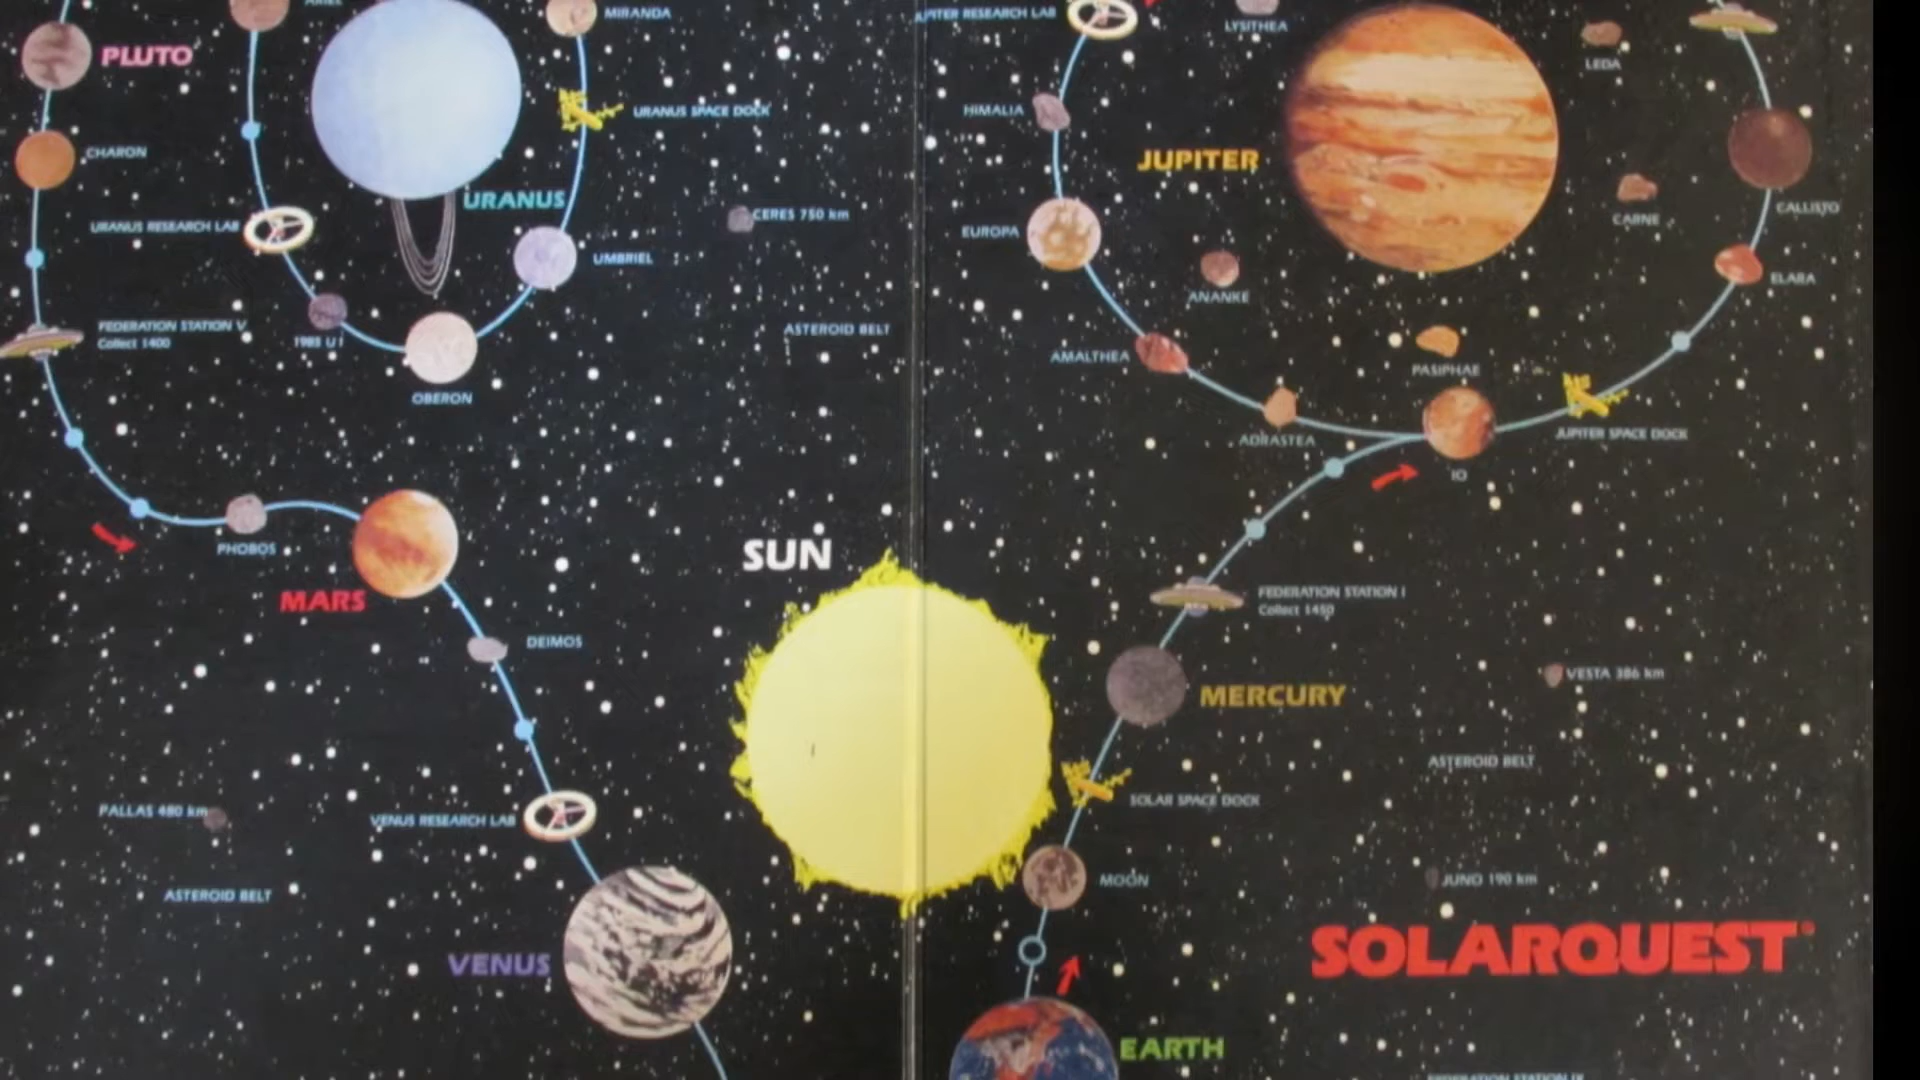 MIRANDA
PLUTO
URANUS SPACE DOCK
CHARON
URANUS
CERES 750 km
URANUS RESEARCH LAB
UMBRIEL
FEDERATION STATION V
Collect 1400
1985 U1
ASTEROID BELT
OBERON
PHOBOS
MARS
DEIMOS
PALLAS 480 km
VENUS RESEARCH LAB
ASTEROID BELT
VENUS
SUN
JUPITER RESEARCH LAB
LYSITHEA
LEDA
HIMALIA
JUPITER
CARNE
CALLISTO
EUROPA
ANANKE
ELARA
AMALTHEA
PASIPHAE
ADRASTEA
JUPITER SPACE DOCK
IO
FEDERATION STATION I
Collect 1450
MERCURY
VESTA 386 km
ASTEROID BELT
SOLAR SPACE DOCK
MOON
JUNO 190 km
SOLARQUEST®
EARTH
FEDERATION STATION IX